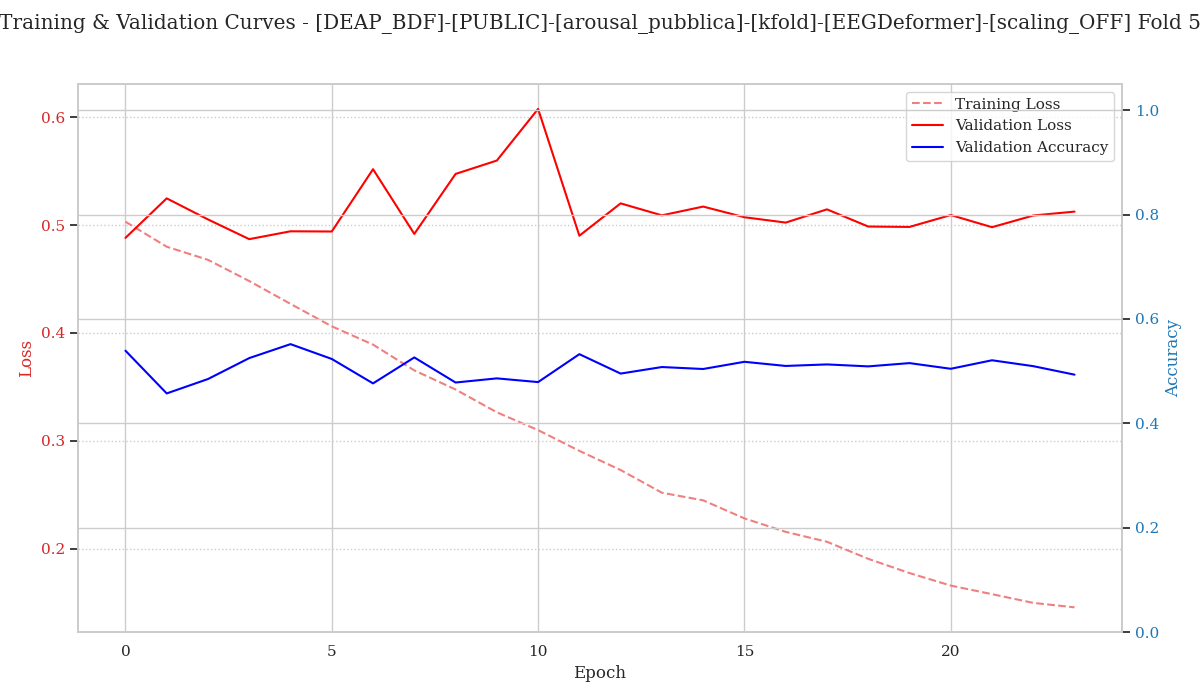 Training & Validation Curves - [DEAP_BDF]-[PUBLIC]-[arousal_pubblica]-[kfold]-[EEGDeformer]-[scaling_OFF] Fold 5
Training Loss
Validation Loss
Validation Accuracy
0.6
0.5
0.4
0.3
0.2
Loss
1.0
0.8
0.6
0.4
0.2
0.0
Accuracy
0
5
10
15
20
Epoch